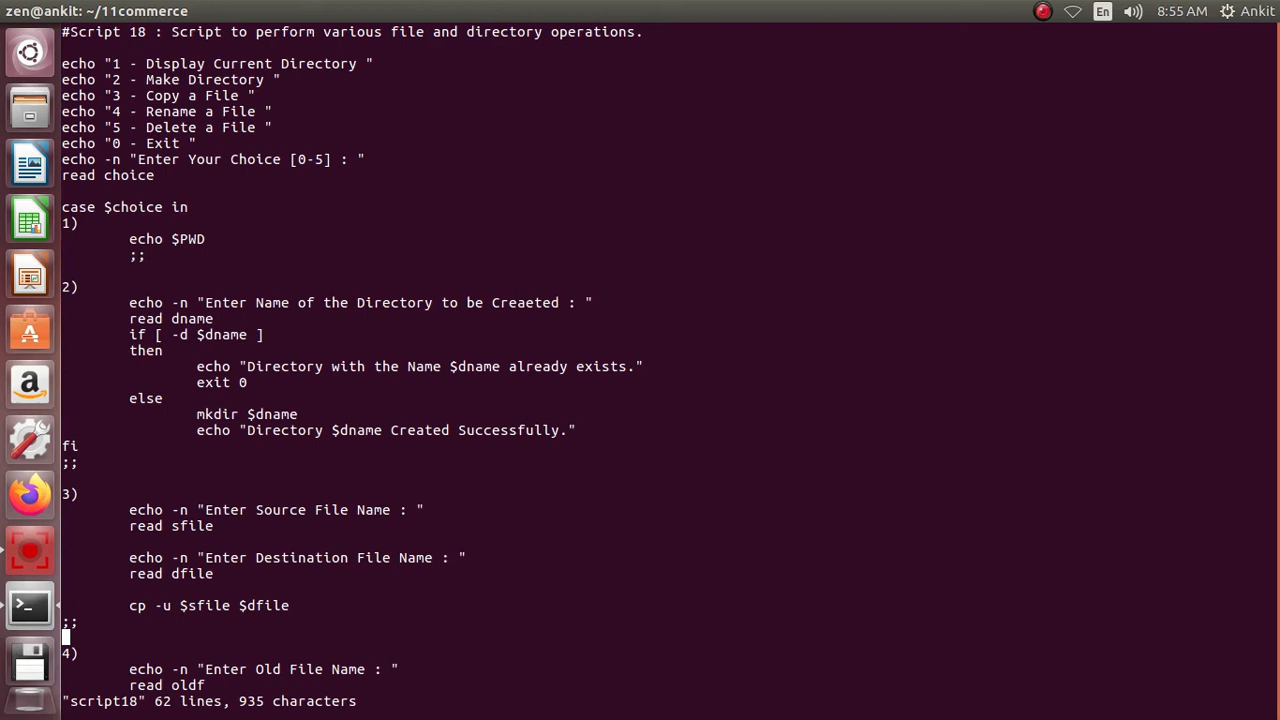 zen@ankit: ~/11commerce
En
8:55 AM
Ankit
#Script 18 : Script to perform various file and directory operations.
echo "1 - Display Current Directory "
echo "2 - Make Directory "
echo "3 - Copy a File "
echo "4 - Rename a File "
echo "5 - Delete a File "
echo "0 - Exit "
echo -n "Enter Your Choice [0-5] : "
read choice
case $choice in
1)
echo $PWD
;;
2)
echo -n "Enter Name of the Directory to be Creaeted : "
read dname
if [ -d $dname ]
then
echo "Directory with the Name $dname already exists."
exit 0
else
mkdir $dname
echo "Directory $dname Created Successfully."
fi
;;
3)
echo -n "Enter Source File Name : "
read sfile
echo -n "Enter Destination File Name : "
read dfile
cp -u $sfile $dfile
;;
4)
echo -n "Enter Old File Name : "
read oldf
"script18" 62 lines, 935 characters